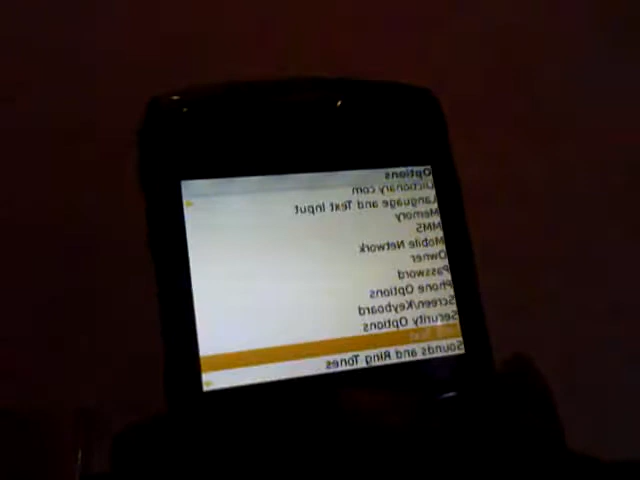 Options
Dictionary.com
Language and Text Input
Memory
MMS
Mobile Network
Owner
Password
Phone Options
Screen/Keyboard
Security Options
Sounds and Ring Tones